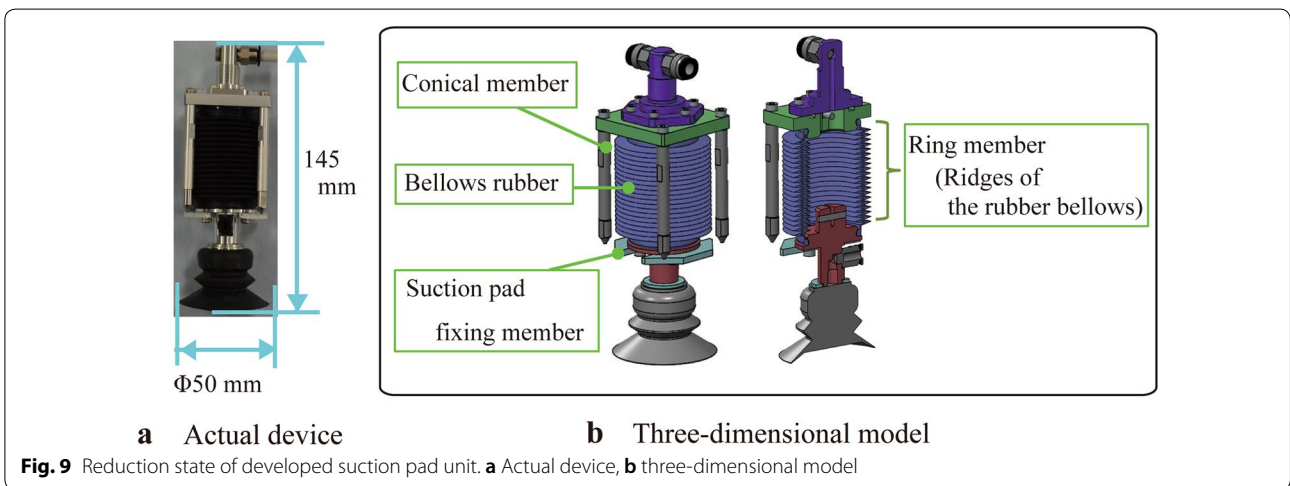 145
mm
Φ50 mm
Conical member
Bellows rubber
Suction pad
fixing member
Ring member
(Ridges of
the rubber bellows)
a Actual device
b Three-dimensional model
Fig. 9 Reduction state of developed suction pad unit. a Actual device, b three-dimensional model